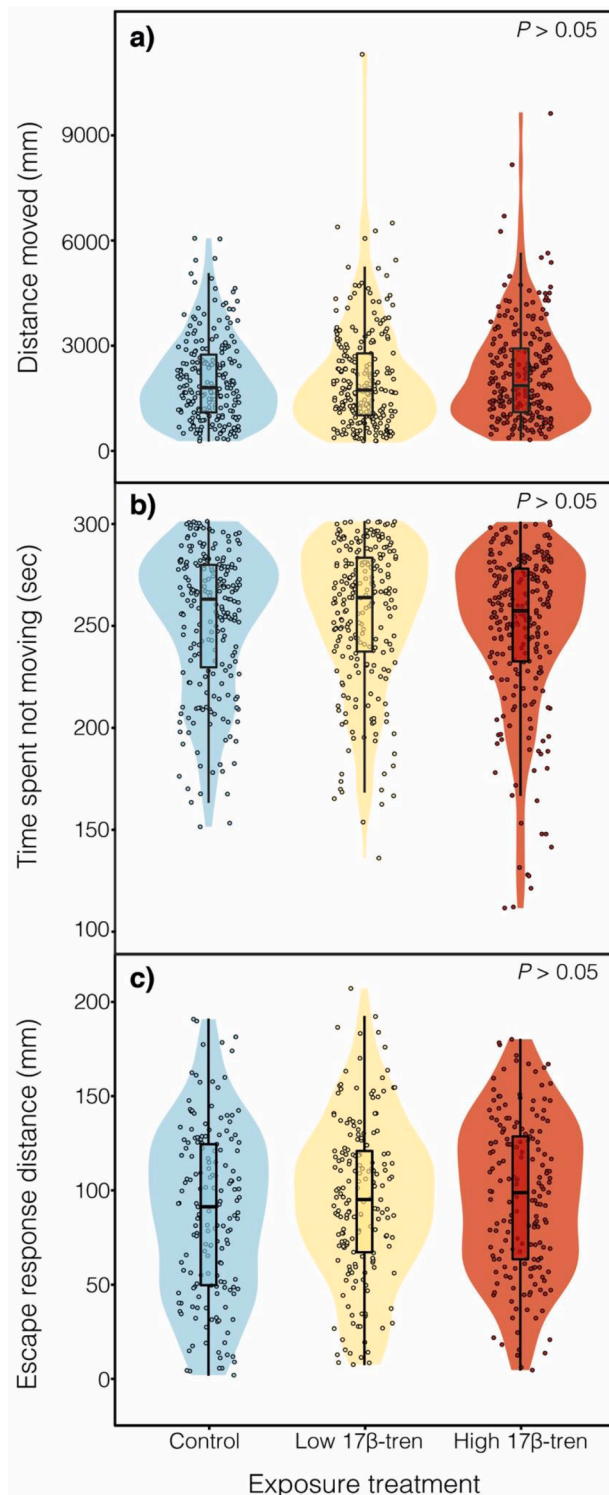 a)
P > 0.05
Distance moved (mm)
9000
6000
3000
0
b)
P > 0.05
Time spent not moving (sec)
300
250
200
150
100
c)
P > 0.05
Escape response distance (mm)
200
150
100
50
0
Control
Low 17β-tren
High 17β-tren
Exposure treatment